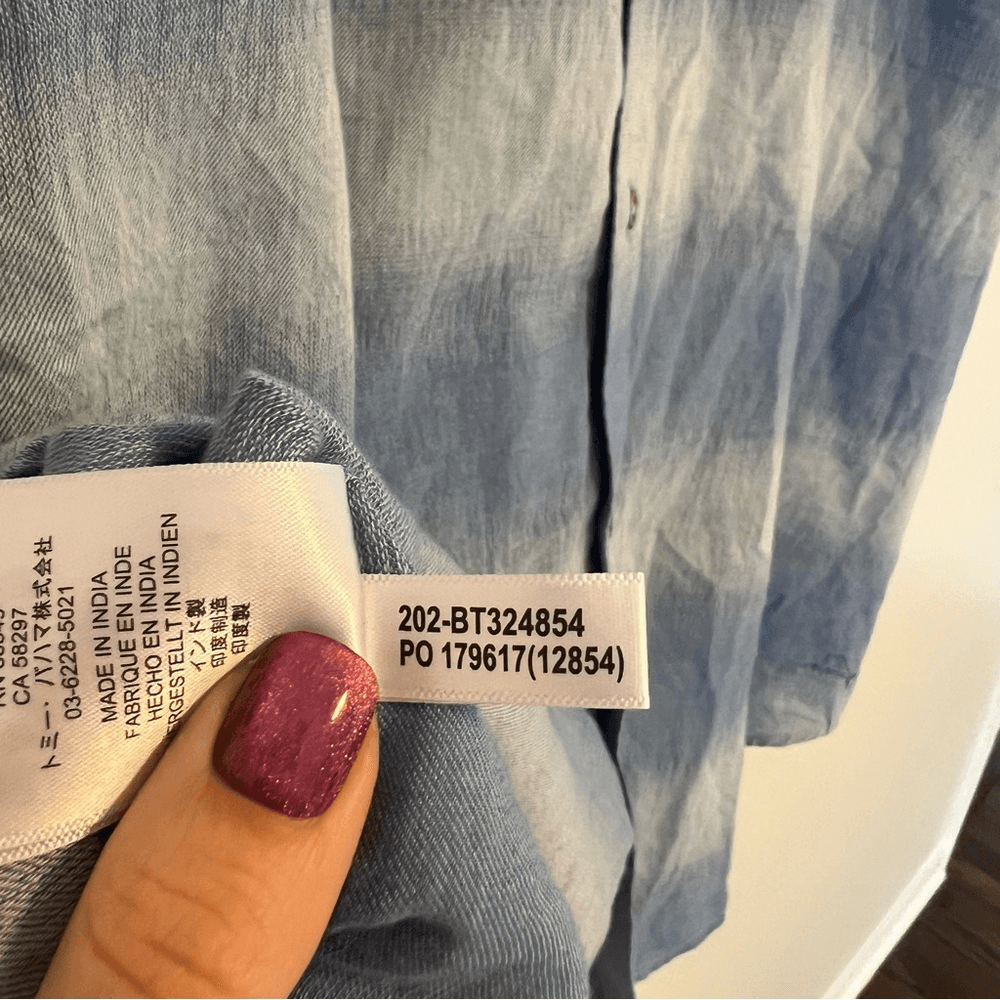 CA 58297
トミー・バハマ株式会社
03-6228-5021
MADE IN INDIA
FABRIQUE EN INDE
HECHO EN INDIA
ERGESTELLT IN INDIEN
インド製
印度制造
印度製
202-BT324854
PO 179617(12854)